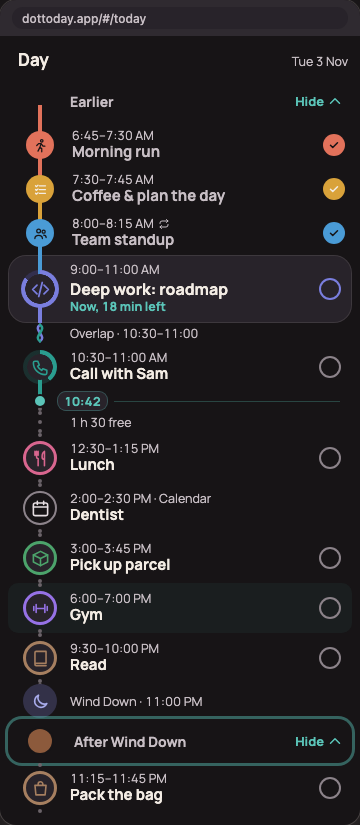 dottoday.app/#/today
Day
Tue 3 Nov
Earlier
Hide
6:45–7:30 AM
Morning run
7:30–7:45 AM
Coffee & plan the day
8:00–8:15 AM
Team standup
9:00–11:00 AM
Deep work: roadmap
Now, 18 min left
Overlap · 10:30–11:00
10:30–11:00 AM
Call with Sam
10:42
1 h 30 free
12:30–1:15 PM
Lunch
2:00–2:30 PM · Calendar
Dentist
3:00–3:45 PM
Pick up parcel
6:00–7:00 PM
Gym
9:30–10:00 PM
Read
Wind Down · 11:00 PM
After Wind Down
Hide
11:15–11:45 PM
Pack the bag